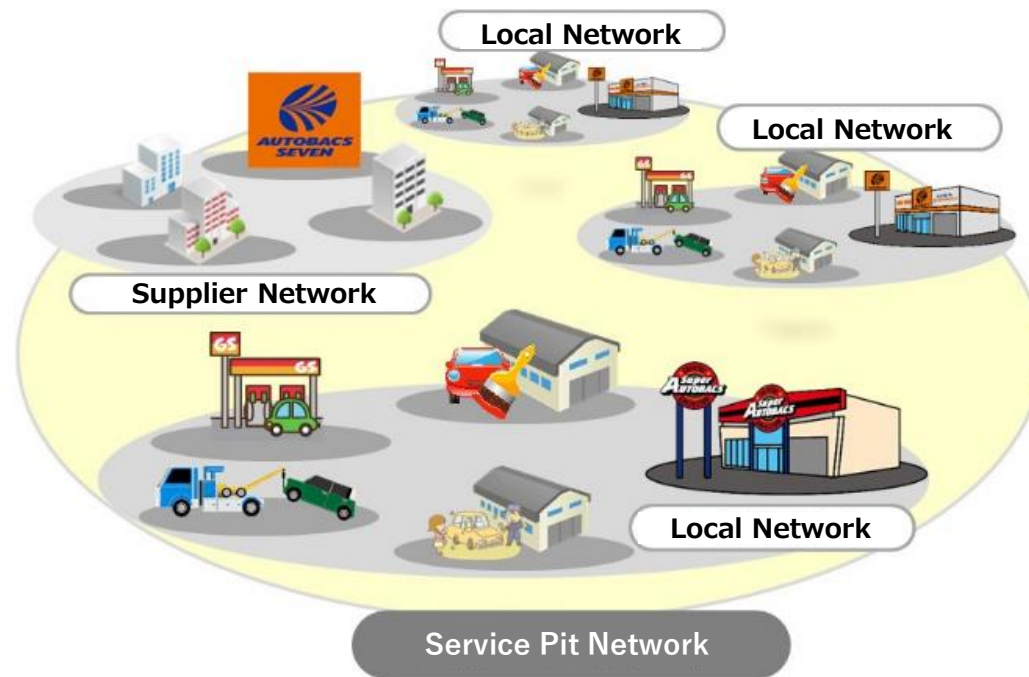 Local Network
AUTOBACS
SEVEN
Local Network
Supplier Network
GS
GS
Super
AUTOBACS
Super
AUTOBACS
Local Network
Service Pit Network